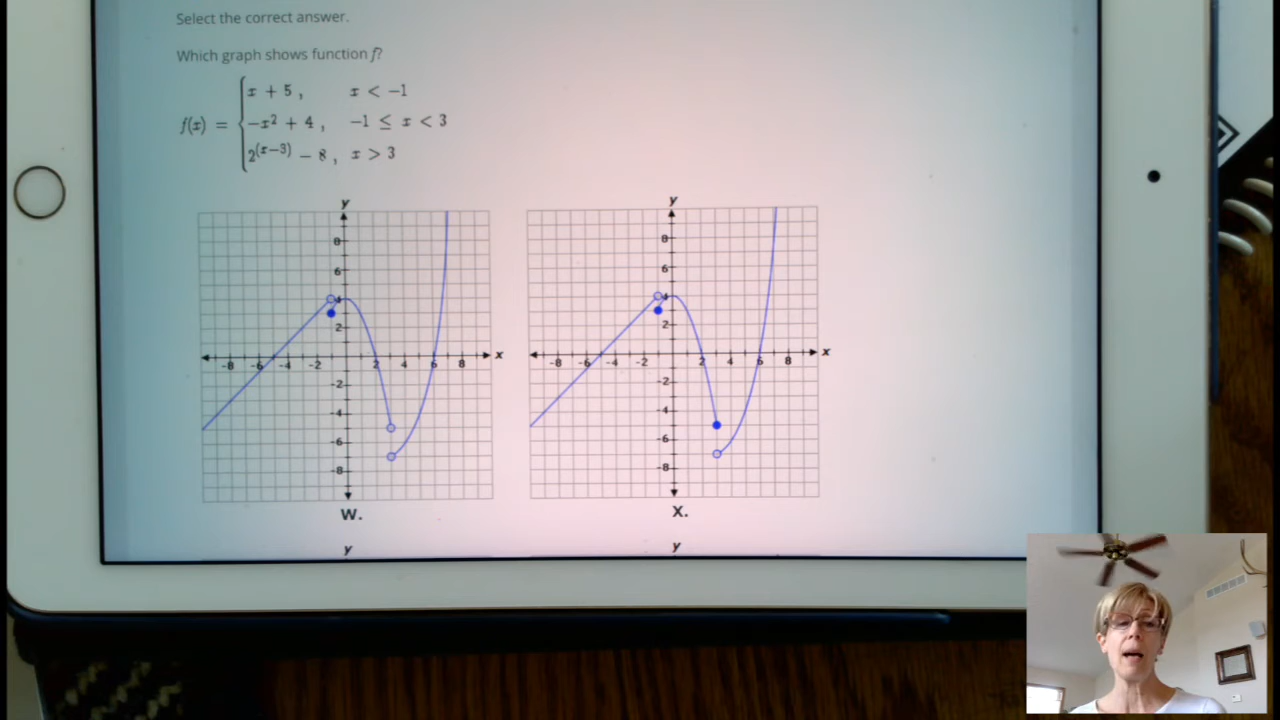 Select the correct answer.
Which graph shows function f?
x + 5 , x < −1
f(x) = −x² + 4 , −1 ≤ x < 3
2^(x−3) − 8 , x > 3
y y
8 8
6 6
4 4
2 2
-8 -6 -4 -2 2 4 6 8 x -8 -6 -4 -2 2 4 6 8 x
-2 -2
-4 -4
-6 -6
-8 -8
W. X.
y y